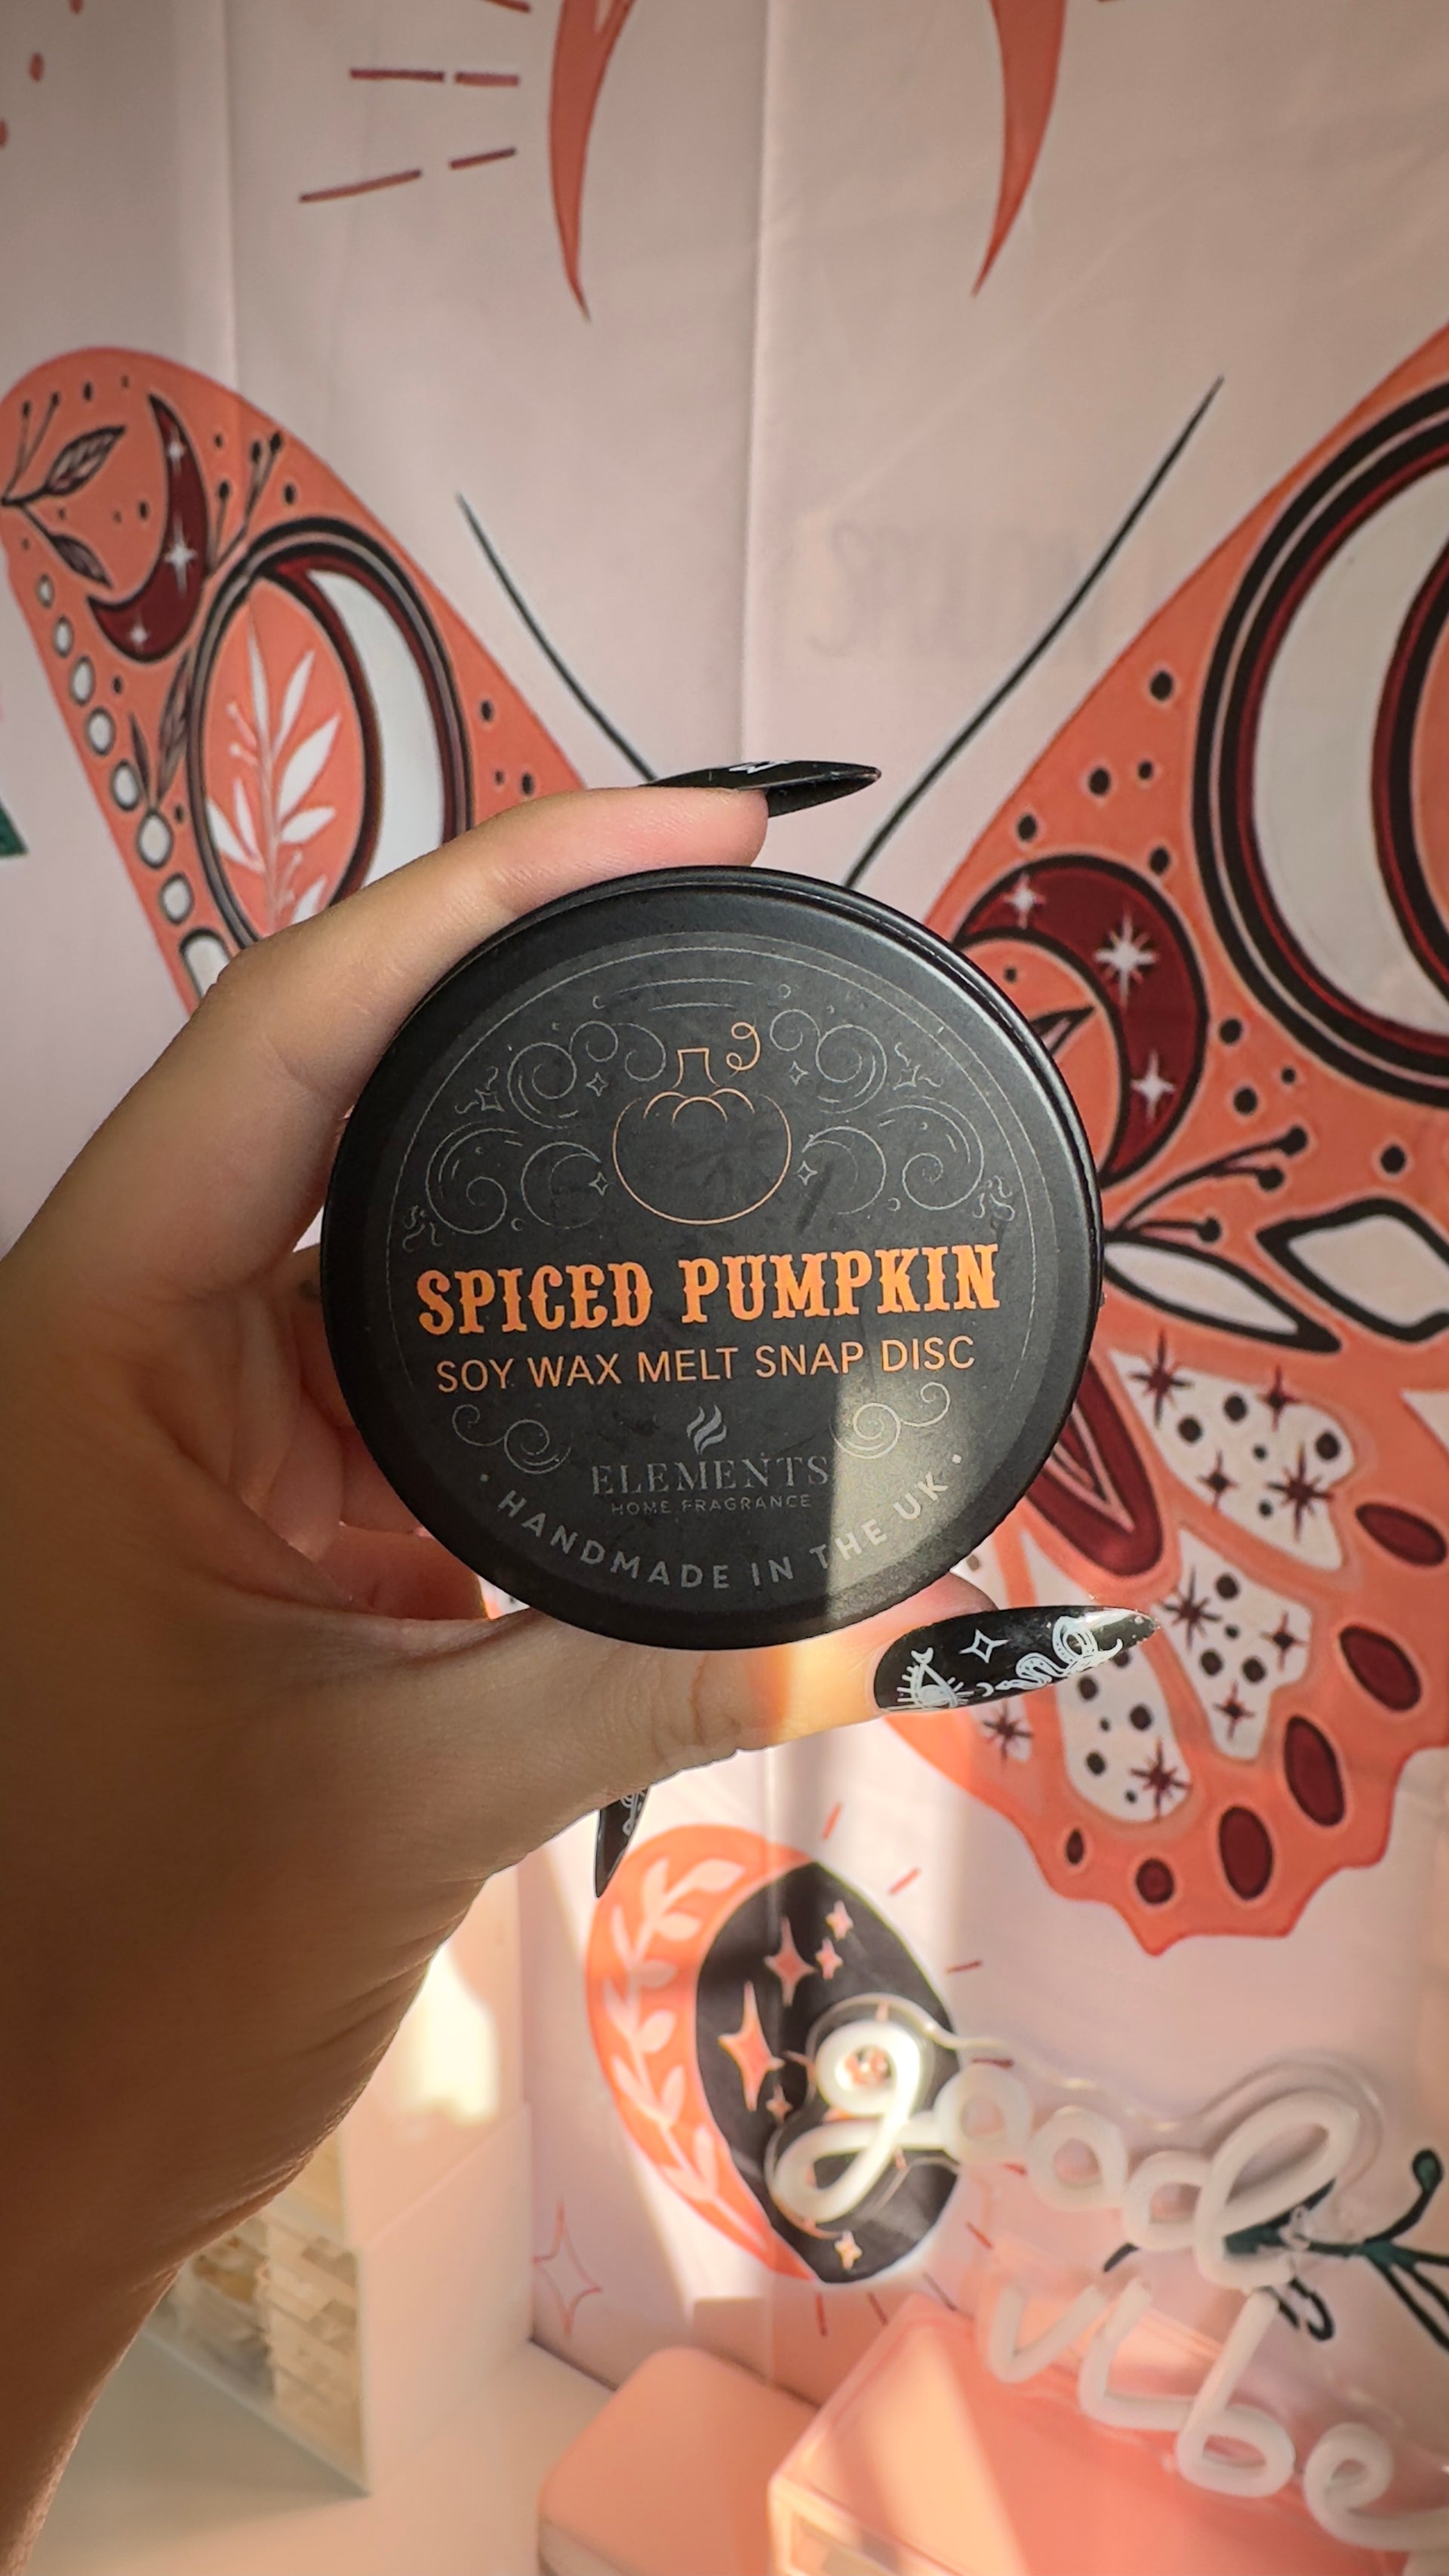 SPICED PUMPKIN
SOY WAX MELT SNAP DISC
ELEMENTS
HOME FRAGRANCE
• HANDMADE IN THE UK •
good
vibe